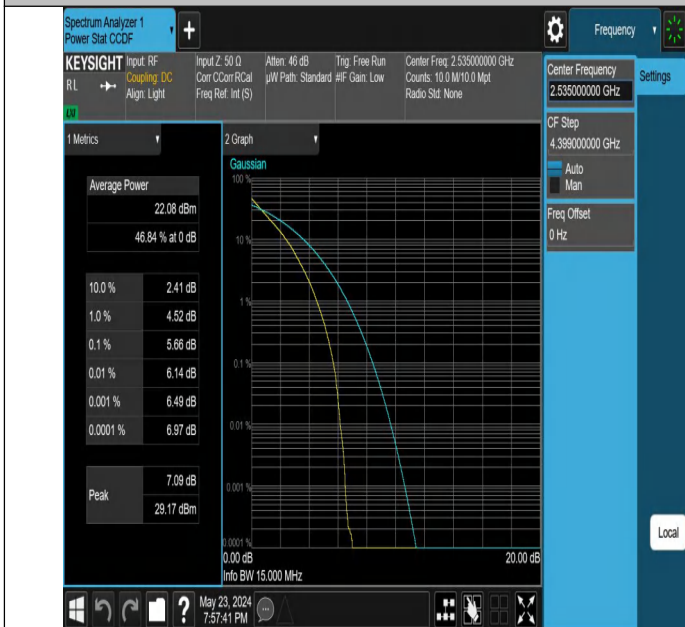 Spectrum Analyzer 1
Power Stat CCDF
+
Frequency
KEYSIGHT
RL
LXI
Input: RF
Coupling: DC
Align: Light
Input Z: 50 Ω
Corr CCorr RCal
Freq Ref: Int (S)
Atten: 46 dB
µW Path: Standard
Trig: Free Run
#IF Gain: Low
Center Freq: 2.535000000 GHz
Counts: 10.0 M/10.0 Mpt
Radio Std: None
Center Frequency
2.535000000 GHz
Settings
CF Step
4.399000000 GHz
Auto
Man
Freq Offset
0 Hz
1 Metrics
Average Power
22.08 dBm
46.84 % at 0 dB
10.0 % 2.41 dB
1.0 % 4.52 dB
0.1 % 5.66 dB
0.01 % 6.14 dB
0.001 % 6.49 dB
0.0001 % 6.97 dB
Peak 7.09 dB
29.17 dBm
2 Graph
Gaussian
100 %
10 %
1 %
0.1 %
0.01 %
0.001 %
0.0001 %
0.00 dB 20.00 dB
Info BW 15.000 MHz
Local
?
May 23, 2024
7:57:41 PM